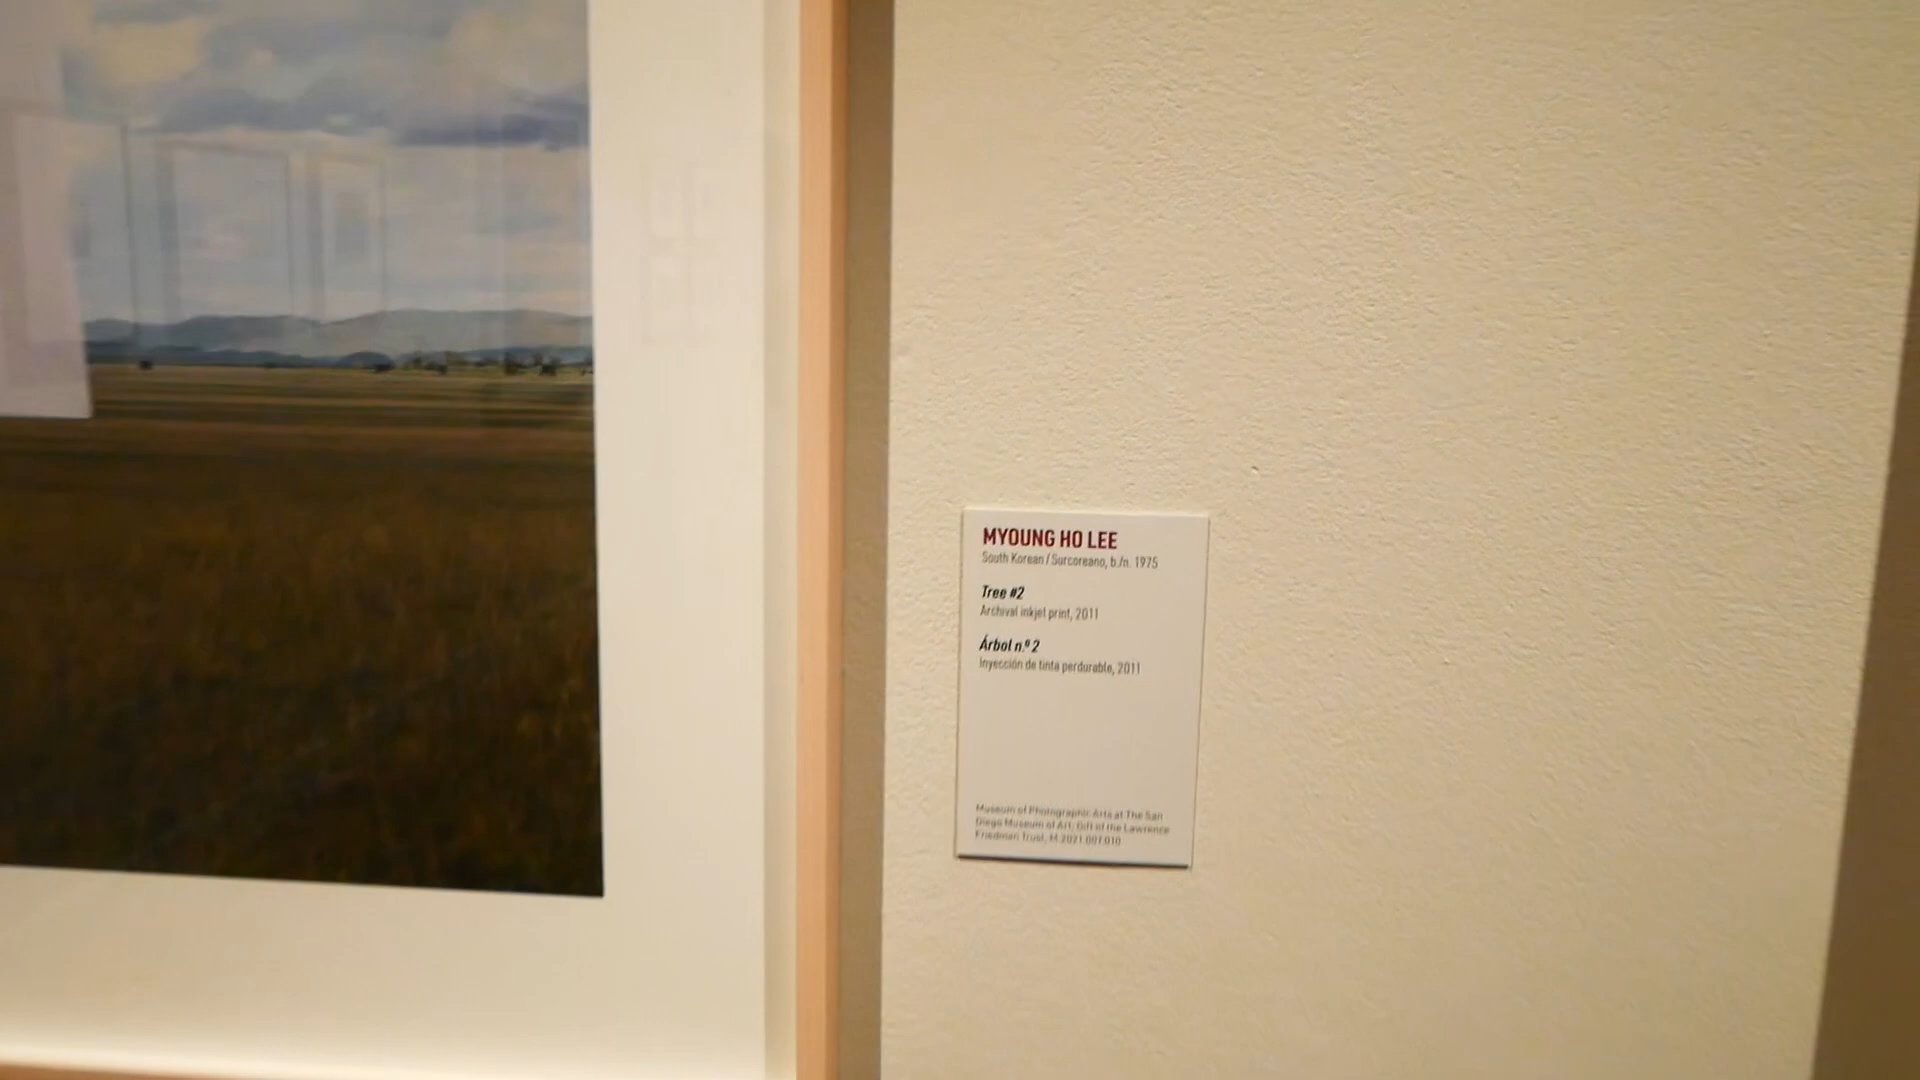 MYOUNG HO LEE
South Korean / Surcoreano, b./n. 1975
Tree #2
Archival inkjet print, 2011
Árbol n.º 2
Inyección de tinta perdurable, 2011
Museum of Photographic Arts at The San
Diego Museum of Art; Gift of the Lawrence
Friedman Trust, M.2021.007.010